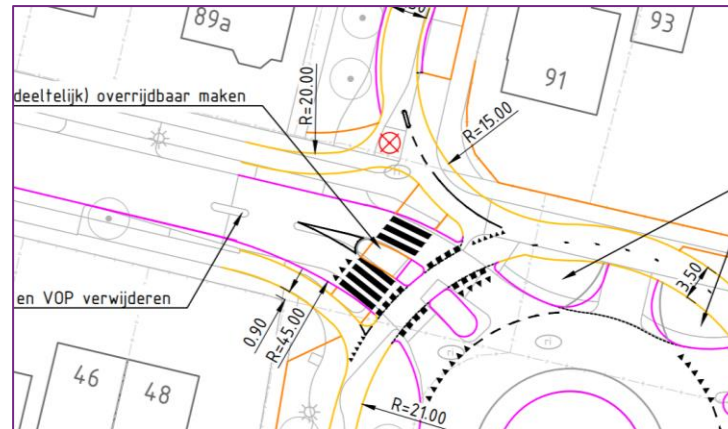 89a
93
91
deeltelijk) overrijdbaar maken
R=20.00
R=15.00
en VOP verwijderen
3.50
0.90
R=45.00
46
48
R=21.00